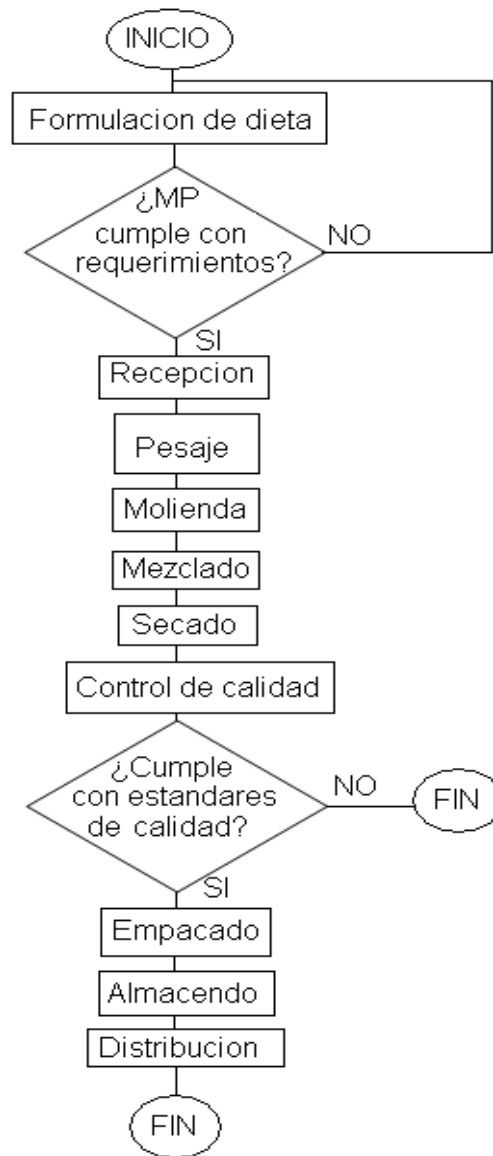 INICIO
Formulacion de dieta
¿MP
cumple con
requerimientos?
NO
SI
Recepcion
Pesaje
Molienda
Mezclado
Secado
Control de calidad
¿Cumple
con estandares
de calidad?
NO
FIN
SI
Empacado
Almacendo
Distribucion
FIN